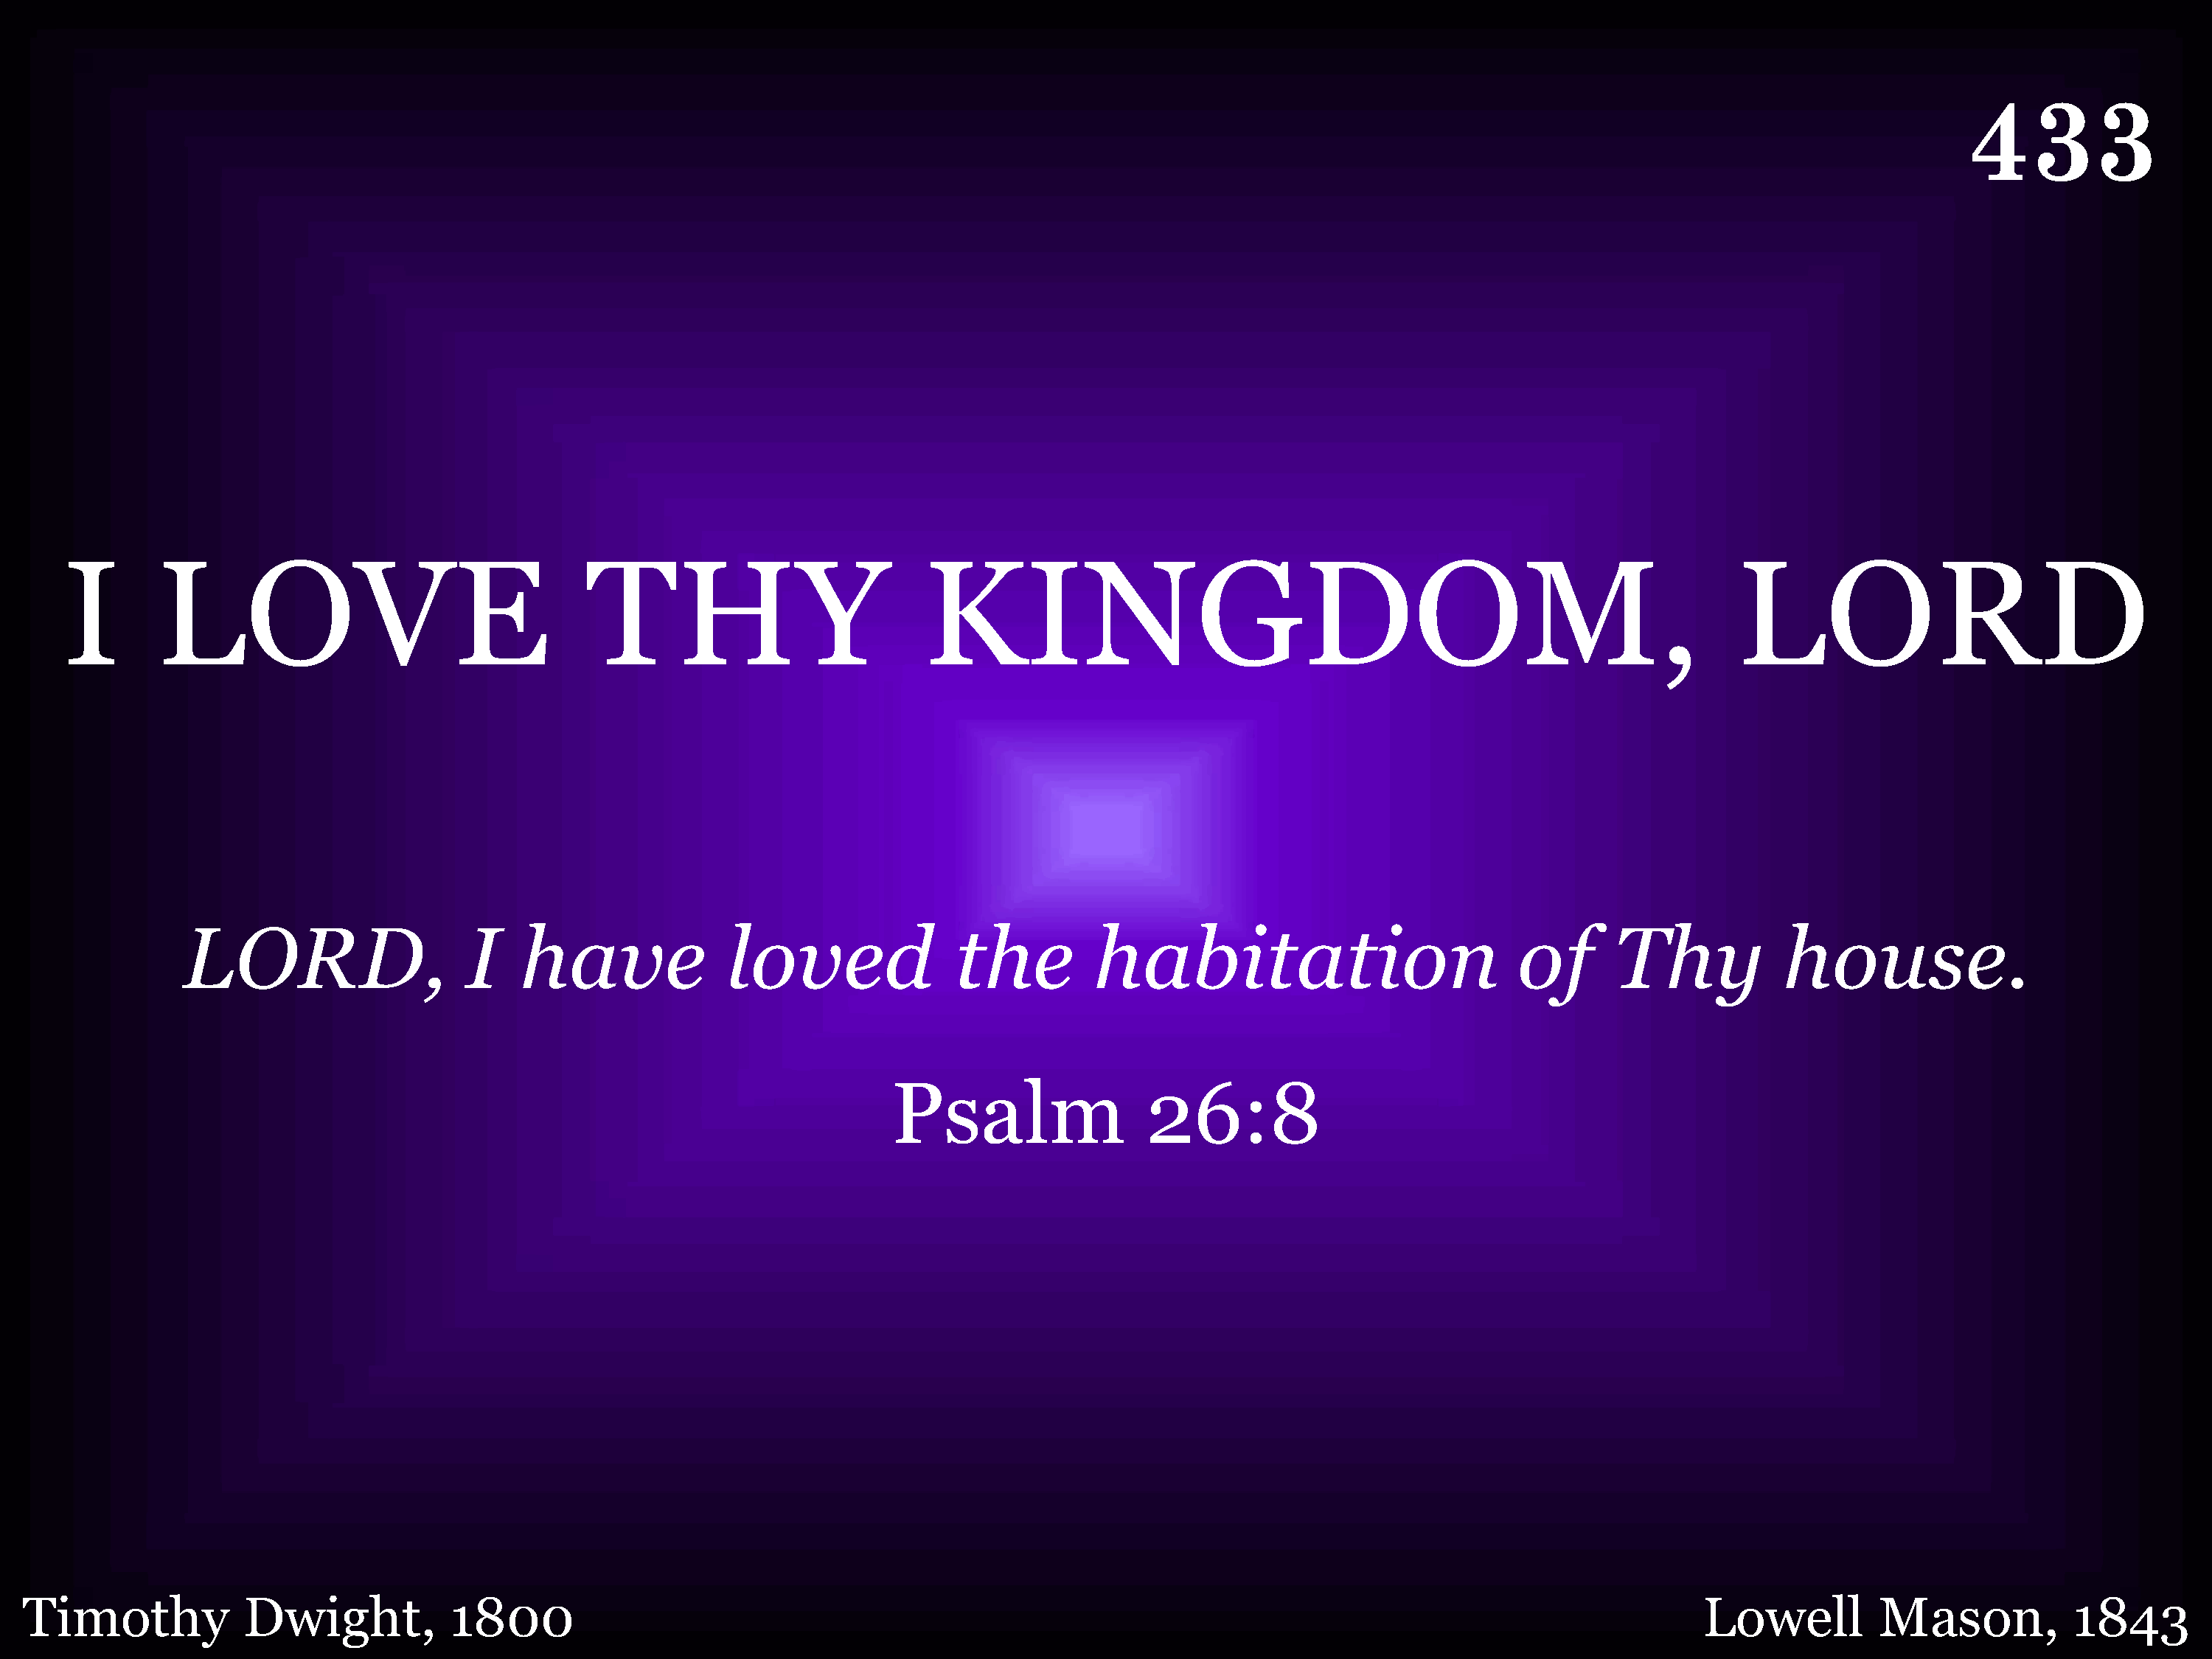 433
I LOVE THY KINGDOM, LORD
LORD, I have loved the habitation of Thy house.
Psalm 26:8
Timothy Dwight, 1800
Lowell Mason, 1843